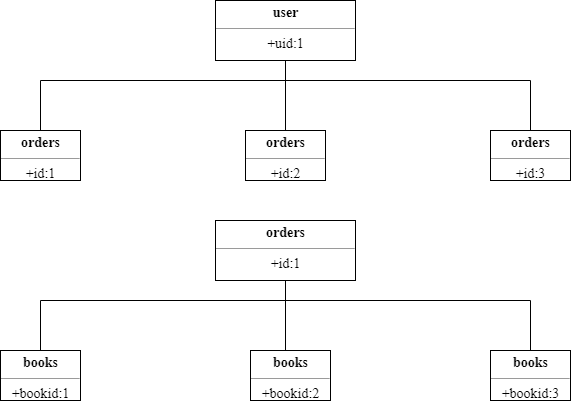 user
+uid:1
orders
orders
orders
+id:1
+id:2
+id:3
orders
+id:1
books
books
books
+bookid:1
+bookid:2
+bookid:3